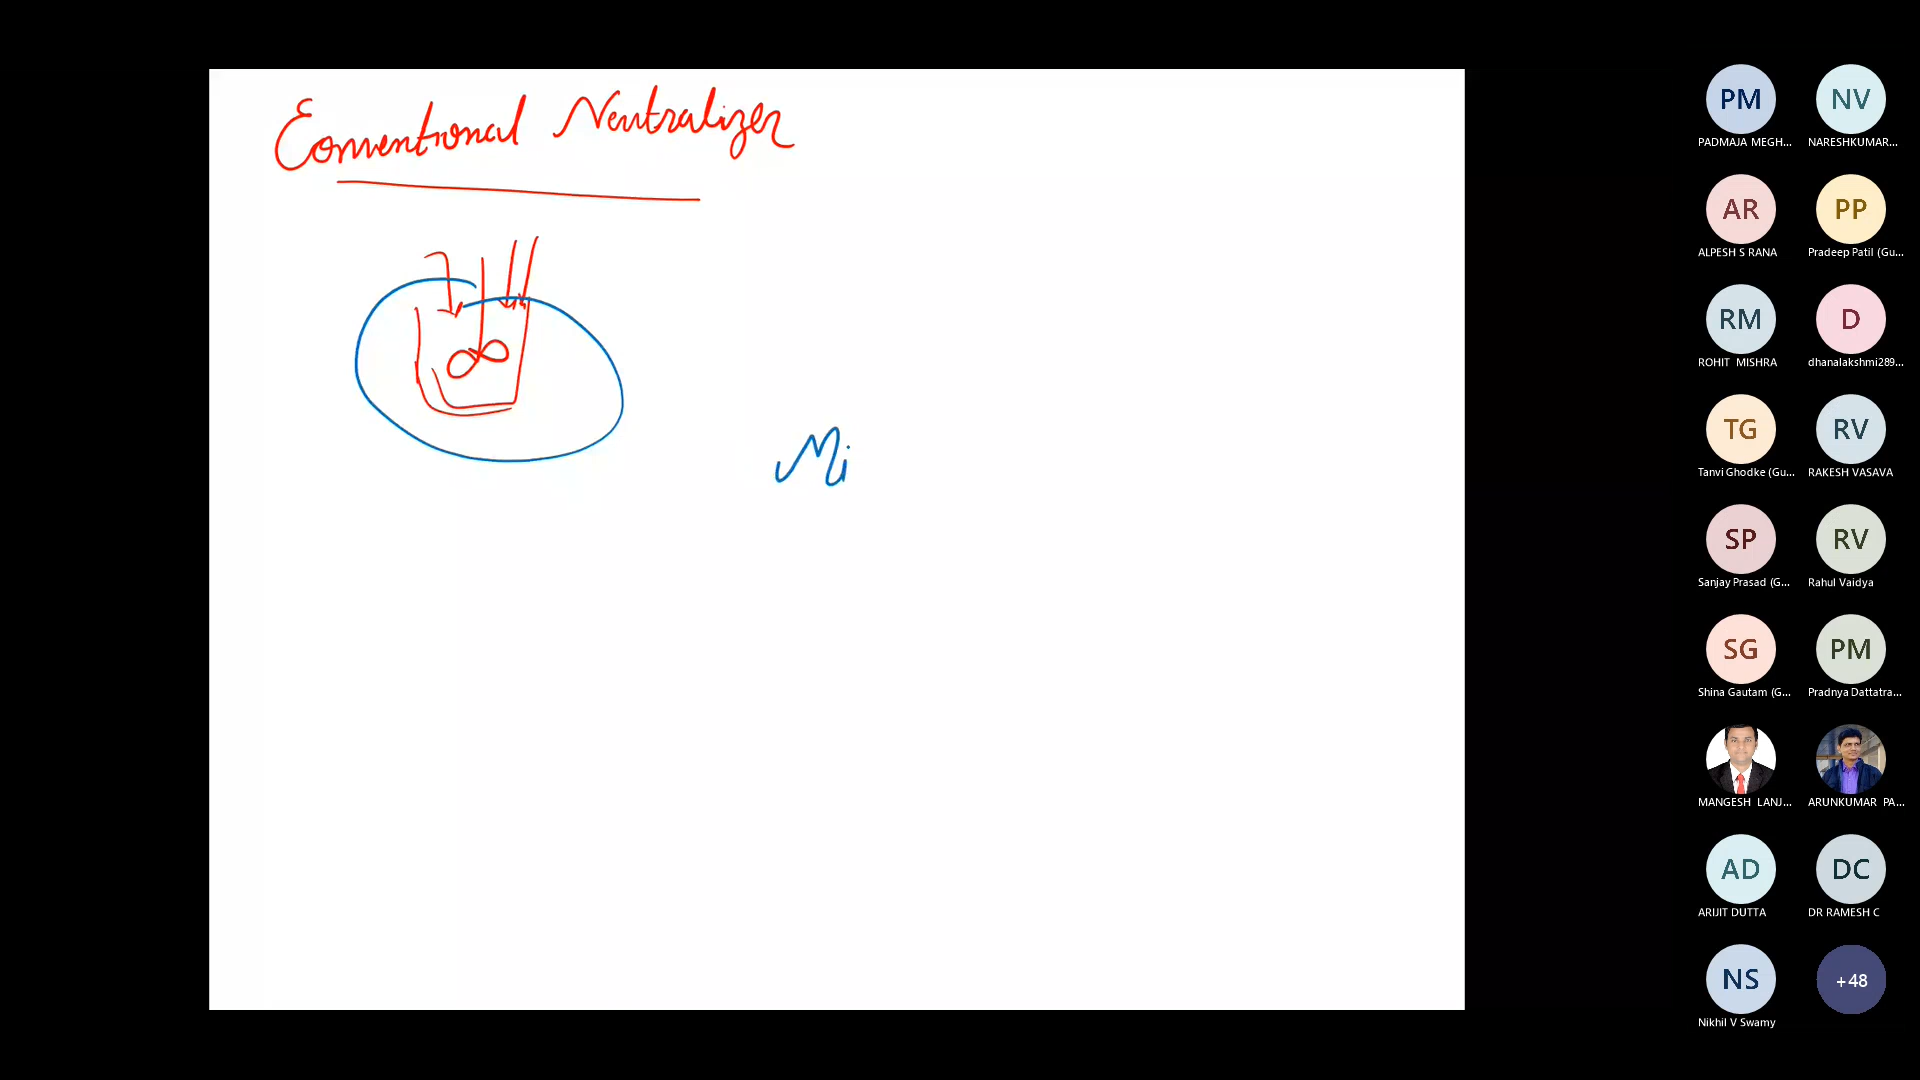 Conventional Neutralizer
Mi
PM NV
PADMAJA MEGH... NARESHKUMAR...
AR PP
ALPESH S RANA Pradeep Patil (Gu...
RM D
ROHIT MISHRA dhanalakshmi289...
TG RV
Tanvi Ghodke (Gu... RAKESH VASAVA
SP RV
Sanjay Prasad (G... Rahul Vaidya
SG PM
Shina Gautam (G... Pradnya Dattatra...
MANGESH LANJ... ARUNKUMAR PA...
AD DC
ARIJIT DUTTA DR RAMESH C
NS +48
Nikhil V Swamy